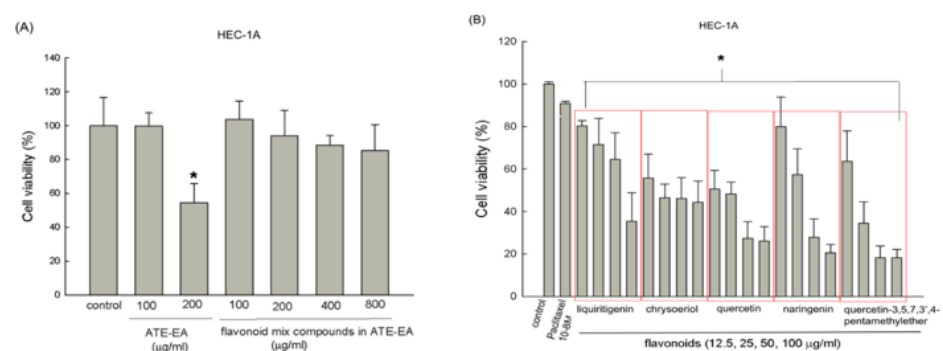 (A)
HEC-1A
Cell viability (%)
140
120
100
80
60
40
20
0
*
control 100 200 100 200 400 800
ATE-EA flavonoid mix compounds in ATE-EA
(μg/ml) (μg/ml)
(B)
HEC-1A
Cell viability (%)
120
100
80
60
40
20
0
*
control
Paclitaxel
10-8M
liquiritigenin chrysoeriol quercetin naringenin quercetin-3,5,7,3',4-
pentamethylether
flavonoids (12.5, 25, 50, 100 μg/ml)